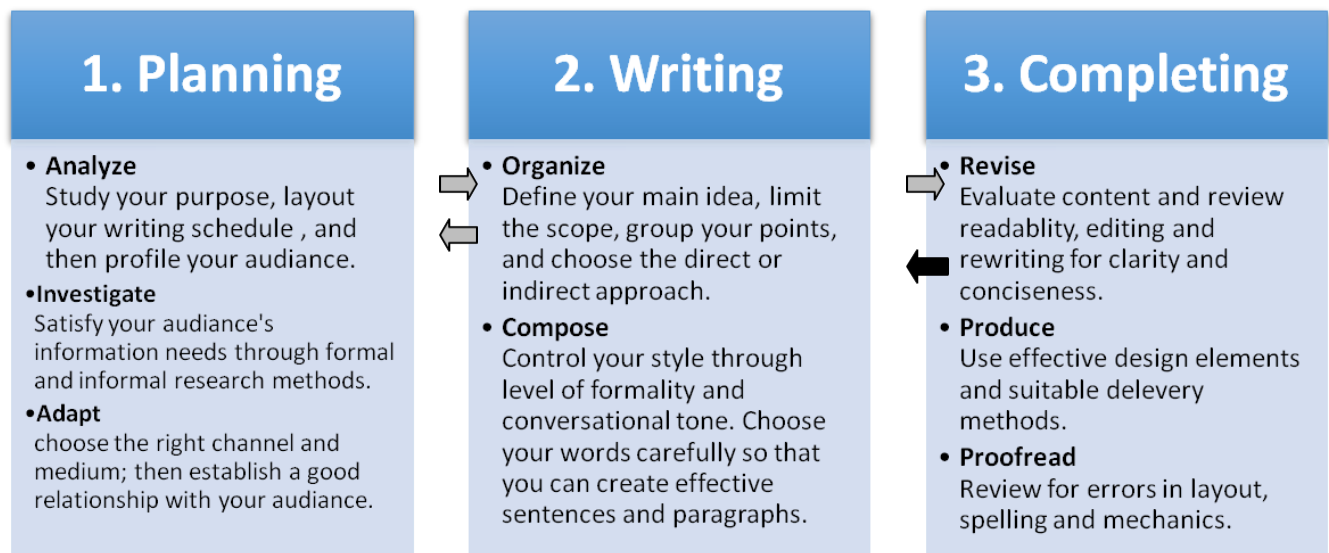 1. Planning
• Analyze
Study your purpose, layout
your writing schedule , and
then profile your audiance.
•Investigate
Satisfy your audiance's
information needs through formal
and informal research methods.
•Adapt
choose the right channel and
medium; then establish a good
relationship with your audiance.
2. Writing
• Organize
Define your main idea, limit
the scope, group your points,
and choose the direct or
indirect approach.
• Compose
Control your style through
level of formality and
conversational tone. Choose
your words carefully so that
you can create effective
sentences and paragraphs.
3. Completing
• Revise
Evaluate content and review
readablity, editing and
rewriting for clarity and
conciseness.
• Produce
Use effective design elements
and suitable delevery
methods.
• Proofread
Review for errors in layout,
spelling and mechanics.